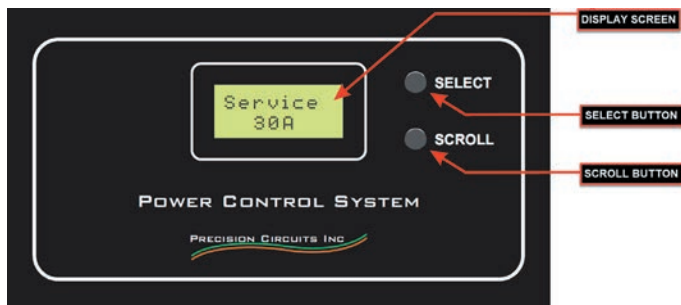 DISPLAY SCREEN
Service
30A
SELECT
SELECT BUTTON
SCROLL
SCROLL BUTTON
POWER CONTROL SYSTEM
PRECISION CIRCUITS INC